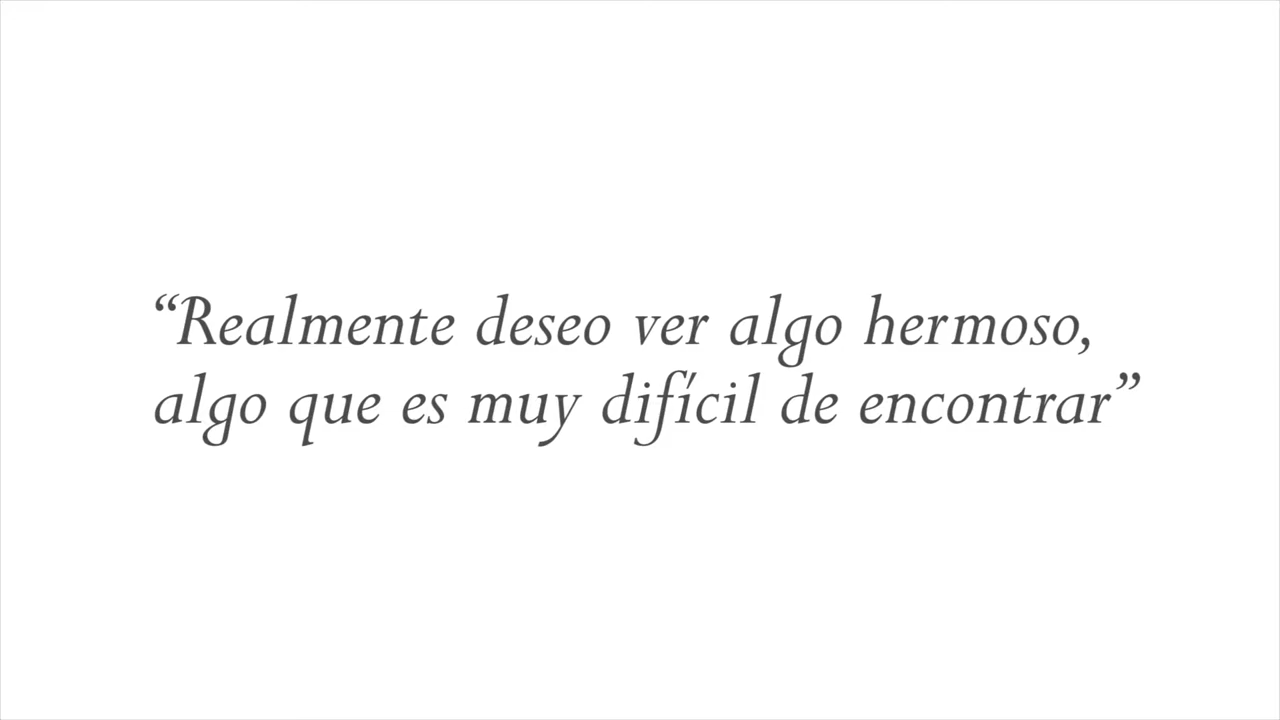 “Realmente deseo ver algo hermoso,
algo que es muy difícil de encontrar”